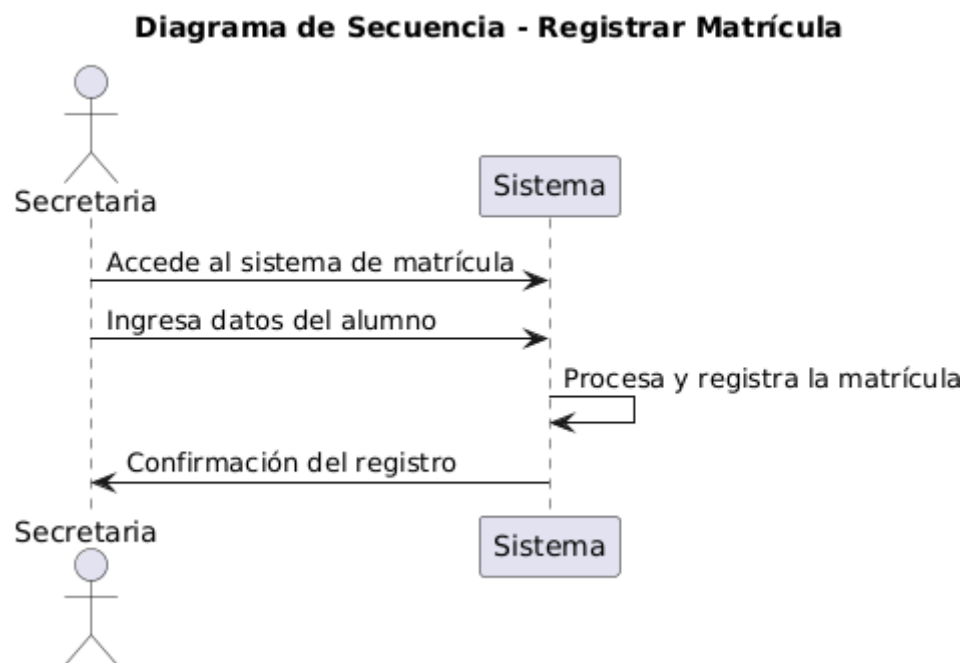 Diagrama de Secuencia - Registrar Matrícula
Secretaria
Sistema
Accede al sistema de matrícula
Ingresa datos del alumno
Procesa y registra la matrícula
Confirmación del registro
Secretaria
Sistema